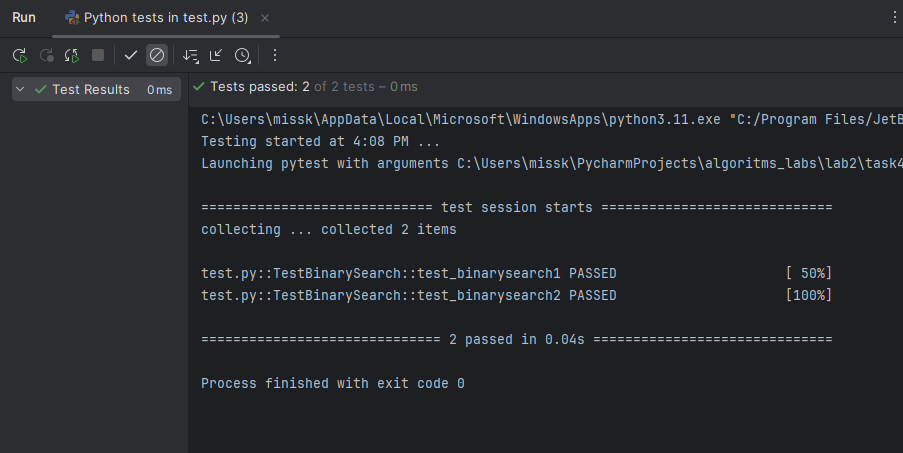 Run
Python tests in test.py (3)
Test Results 0 ms
Tests passed: 2 of 2 tests – 0 ms
C:\Users\missk\AppData\Local\Microsoft\WindowsApps\python3.11.exe "C:/Program Files/JetB
Testing started at 4:08 PM ...
Launching pytest with arguments C:\Users\missk\PycharmProjects\algoritms_labs\lab2\task4
============================= test session starts =============================
collecting ... collected 2 items
test.py::TestBinarySearch::test_binarysearch1 PASSED                     [ 50%]
test.py::TestBinarySearch::test_binarysearch2 PASSED                     [100%]
============================== 2 passed in 0.04s ==============================
Process finished with exit code 0